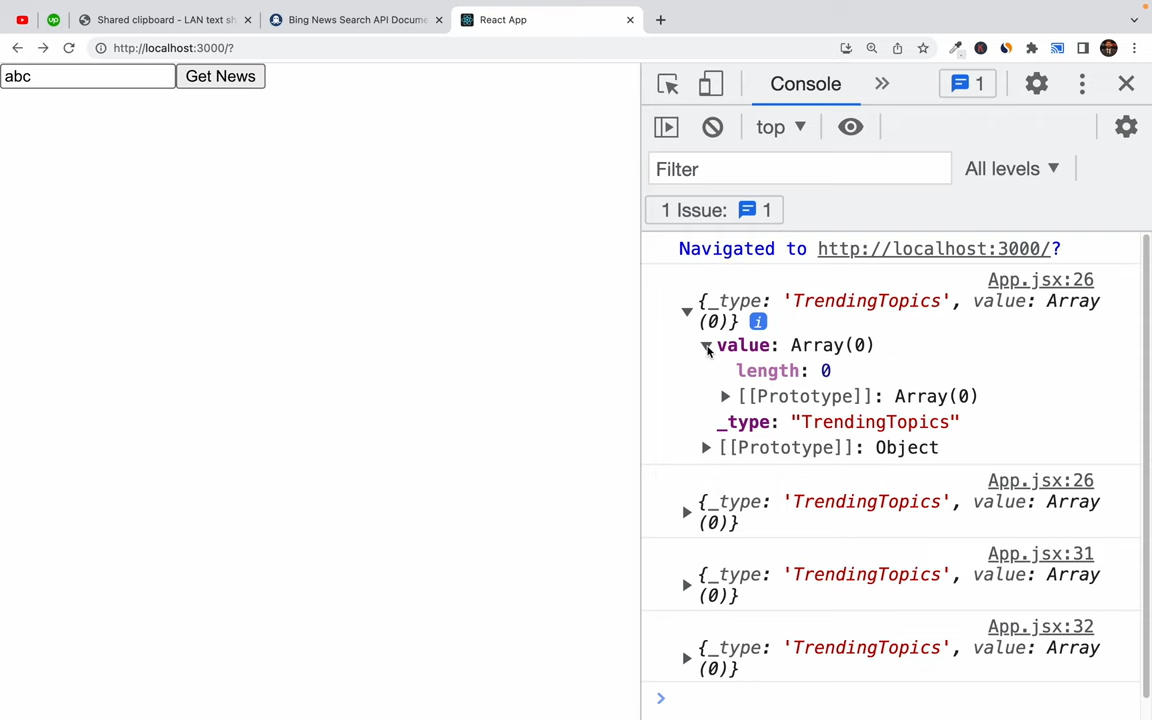 Shared clipboard - LAN text sh
Bing News Search API Docume
React App
http://localhost:3000/?
abc
Get News
Console
1
top
Filter
All levels
1 Issue: 1
Navigated to http://localhost:3000/?
App.jsx:26
{_type: 'TrendingTopics', value: Array
(0)} i
value: Array(0)
length: 0
[[Prototype]]: Array(0)
_type: "TrendingTopics"
[[Prototype]]: Object
App.jsx:26
{_type: 'TrendingTopics', value: Array
(0)}
App.jsx:31
{_type: 'TrendingTopics', value: Array
(0)}
App.jsx:32
{_type: 'TrendingTopics', value: Array
(0)}